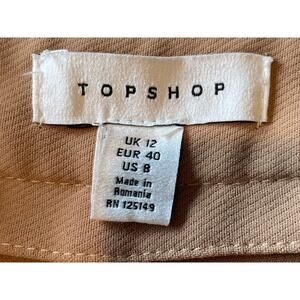 TOPSHOP
UK 12
EUR 40
US 8
Made in
Romania
RN 125149